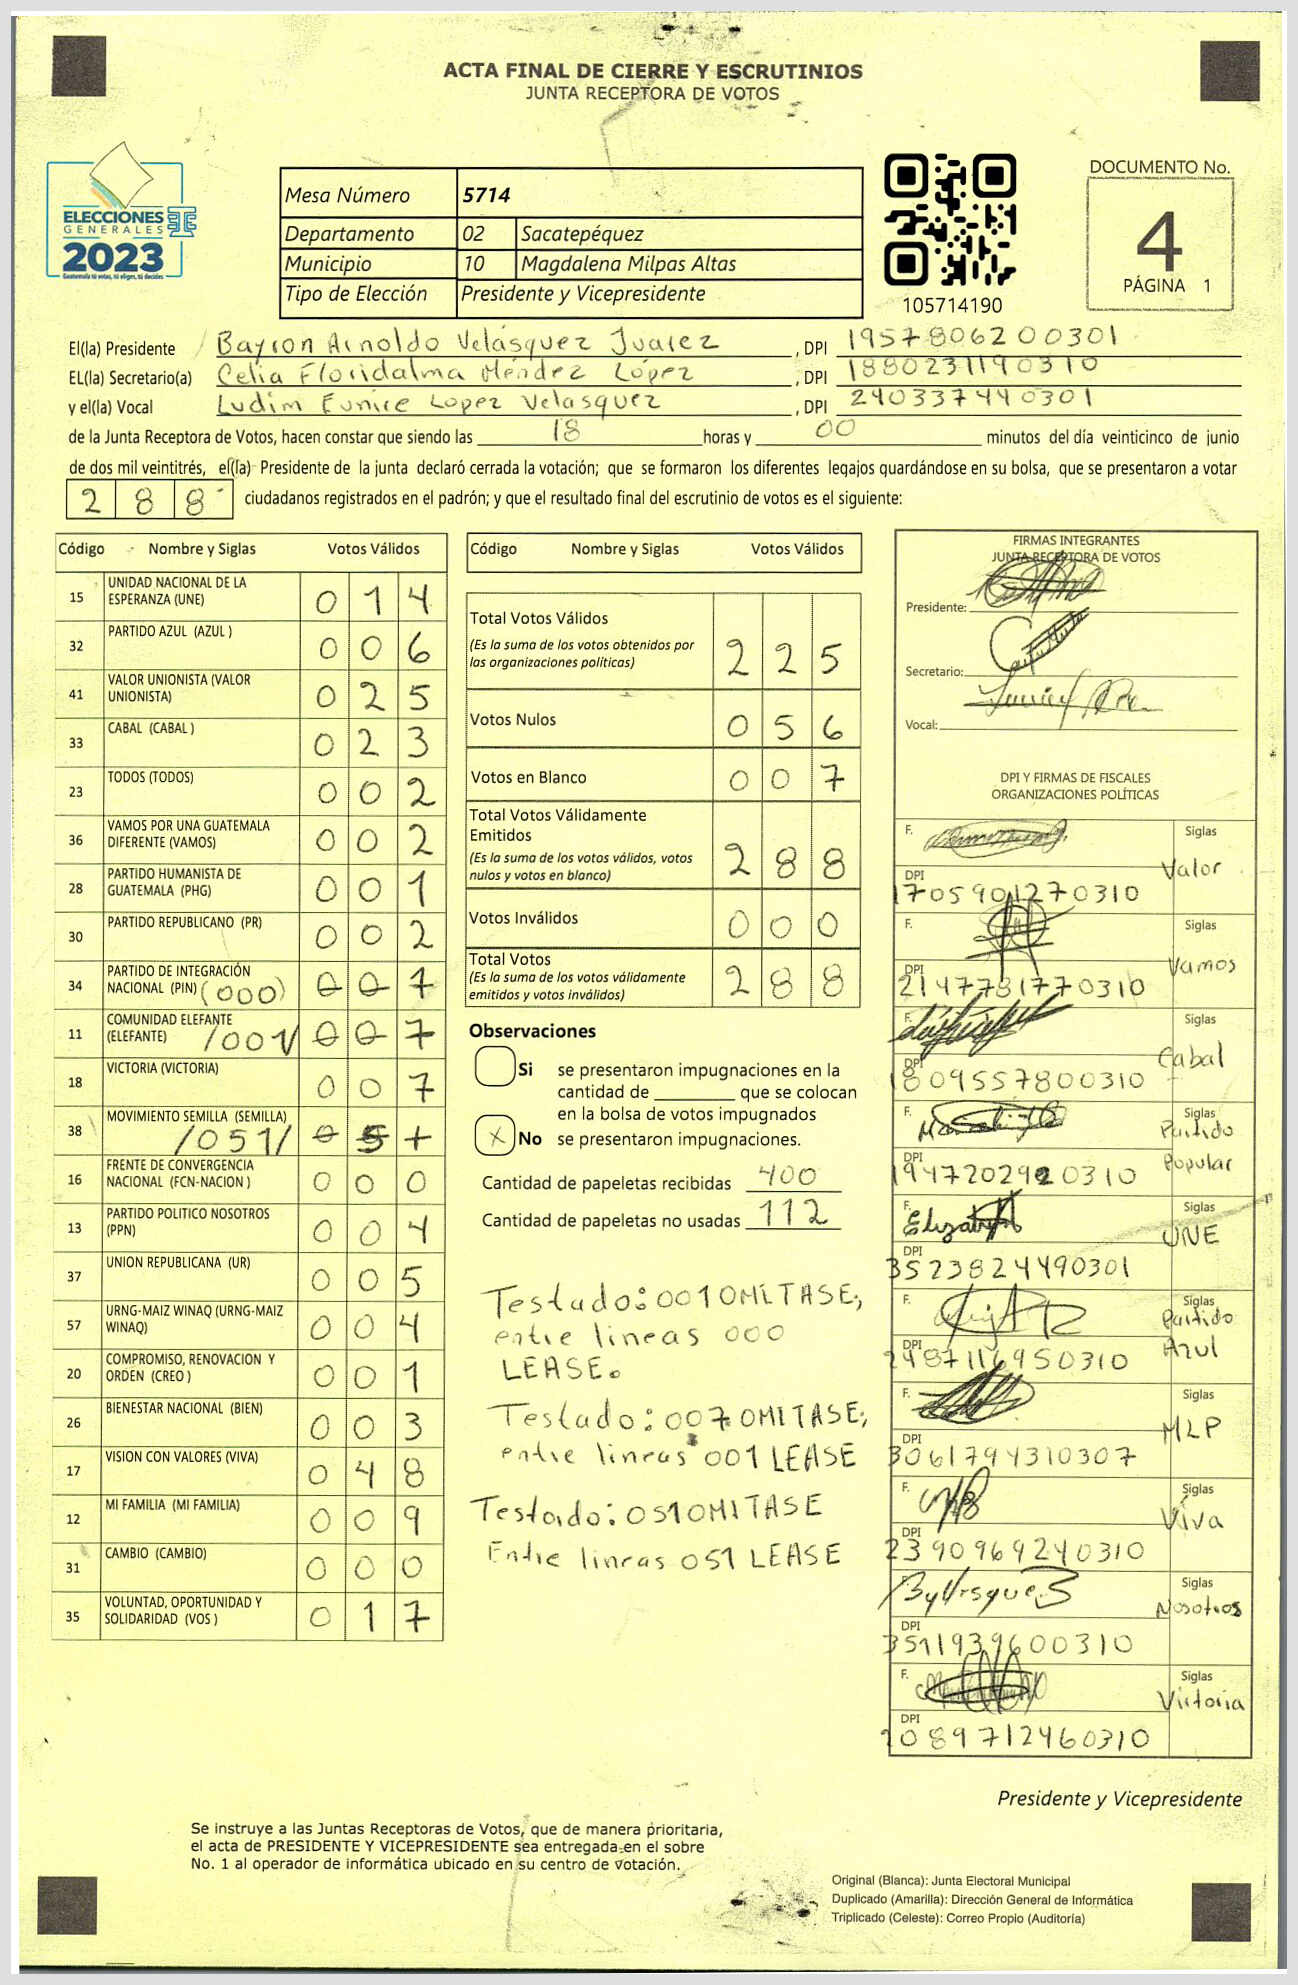 ACTA FINAL DE CIERRE Y ESCRUTINIOS
JUNTA RECEPTORA DE VOTOS
ELECCIONES
GENERALES
2023
Guatemala tú votas, tú eliges, tú decides
Mesa Número 5714
Departamento 02 Sacatepéquez
Municipio 10 Magdalena Milpas Altas
Tipo de Elección Presidente y Vicepresidente
105714190
DOCUMENTO No.
4
PÁGINA 1
El(la) Presidente Bayron Arnoldo Velásquez Juarez , DPI 1957806200301
EL(la) Secretario(a) Celia Floridalma Méndez López , DPI 1880231190310
y el(la) Vocal Ludim Eunice Lopez Velasquez , DPI 240337440301
de la Junta Receptora de Votos, hacen constar que siendo las 18 horas y 00 minutos del día veinticinco de junio
de dos mil veintitrés, el(la) Presidente de la junta declaró cerrada la votación; que se formaron los diferentes legajos guardándose en su bolsa, que se presentaron a votar
288 ciudadanos registrados en el padrón; y que el resultado final del escrutinio de votos es el siguiente:
Código Nombre y Siglas Votos Válidos
15 UNIDAD NACIONAL DE LA ESPERANZA (UNE) 0 1 4
32 PARTIDO AZUL (AZUL ) 0 0 6
41 VALOR UNIONISTA (VALOR UNIONISTA) 0 2 5
33 CABAL (CABAL ) 0 2 3
23 TODOS (TODOS) 0 0 2
36 VAMOS POR UNA GUATEMALA DIFERENTE (VAMOS) 0 0 2
28 PARTIDO HUMANISTA DE GUATEMALA (PHG) 0 0 1
30 PARTIDO REPUBLICANO (PR) 0 0 2
34 PARTIDO DE INTEGRACIÓN NACIONAL (PIN) (000) 0 0 1
11 COMUNIDAD ELEFANTE (ELEFANTE) /001/ 0 0 7
18 VICTORIA (VICTORIA) 0 0 7
38 MOVIMIENTO SEMILLA (SEMILLA) /051/ 0 5 1
16 FRENTE DE CONVERGENCIA NACIONAL (FCN-NACION ) 0 0 0
13 PARTIDO POLITICO NOSOTROS (PPN) 0 0 4
37 UNION REPUBLICANA (UR) 0 0 5
57 URNG-MAIZ WINAQ (URNG-MAIZ WINAQ) 0 0 4
20 COMPROMISO, RENOVACION Y ORDEN (CREO ) 0 0 1
26 BIENESTAR NACIONAL (BIEN) 0 0 3
17 VISION CON VALORES (VIVA) 0 4 8
12 MI FAMILIA (MI FAMILIA) 0 0 9
31 CAMBIO (CAMBIO) 0 0 0
35 VOLUNTAD, OPORTUNIDAD Y SOLIDARIDAD (VOS ) 0 1 7
Código Nombre y Siglas Votos Válidos
Total Votos Válidos
(Es la suma de los votos obtenidos por
las organizaciones politicas) 2 2 5
Votos Nulos 0 5 6
Votos en Blanco 0 0 7
Total Votos Válidamente
Emitidos
(Es la suma de los votos válidos, votos
nulos y votos en blanco) 2 8 8
Votos Inválidos 0 0 0
Total Votos
(Es la suma de los votos válidamente
emitidos y votos inválidos) 2 8 8
Observaciones
Si se presentaron impugnaciones en la
cantidad de ________ que se colocan
en la bolsa de votos impugnados
X No se presentaron impugnaciones.
Cantidad de papeletas recibidas 400
Cantidad de papeletas no usadas 112
Testado: 001 OMITASE;
entre lineas 000
LEASE.
Testado: 007 OMITASE;
entre lineas 001 LEASE
Testado: 051 OMITASE
Entre lineas 051 LEASE
FIRMAS INTEGRANTES
JUNTA RECEPTORA DE VOTOS
Presidente:
Secretario:
Vocal:
DPI Y FIRMAS DE FISCALES
ORGANIZACIONES POLÍTICAS
F. Siglas
Valor
DPI
1705901270310
F. Siglas
Vamos
DPI
2147781770310
F. Siglas
Cabal
DPI
1809557800310
F. Siglas
Partido
Popular
DPI
1947202920310
F. Elizabeth Siglas
UNE
DPI
3523824490301
F. Siglas
Partido
Azul
DPI
2487116950310
F. Siglas
MLP
DPI
3061794310307
F. Siglas
Viva
DPI
2390969240310
F. Siglas
Nosotros
DPI
3511939600310
F. Siglas
Victoria
DPI
2089712460310
Presidente y Vicepresidente
Se instruye a las Juntas Receptoras de Votos, que de manera prioritaria,
el acta de PRESIDENTE Y VICEPRESIDENTE sea entregada en el sobre
No. 1 al operador de informática ubicado en su centro de votación.
Original (Blanca): Junta Electoral Municipal
Duplicado (Amarilla): Dirección General de Informática
Triplicado (Celeste): Correo Propio (Auditoría)